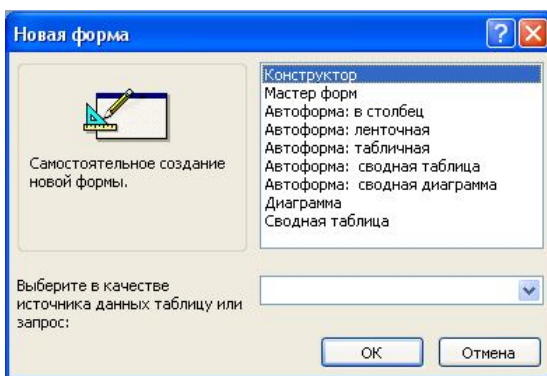 Новая форма
Самостоятельное создание
новой формы.
Конструктор
Мастер форм
Автоформа: в столбец
Автоформа: ленточная
Автоформа: табличная
Автоформа: сводная таблица
Автоформа: сводная диаграмма
Диаграмма
Сводная таблица
Выберите в качестве
источника данных таблицу или
запрос:
ОК
Отмена